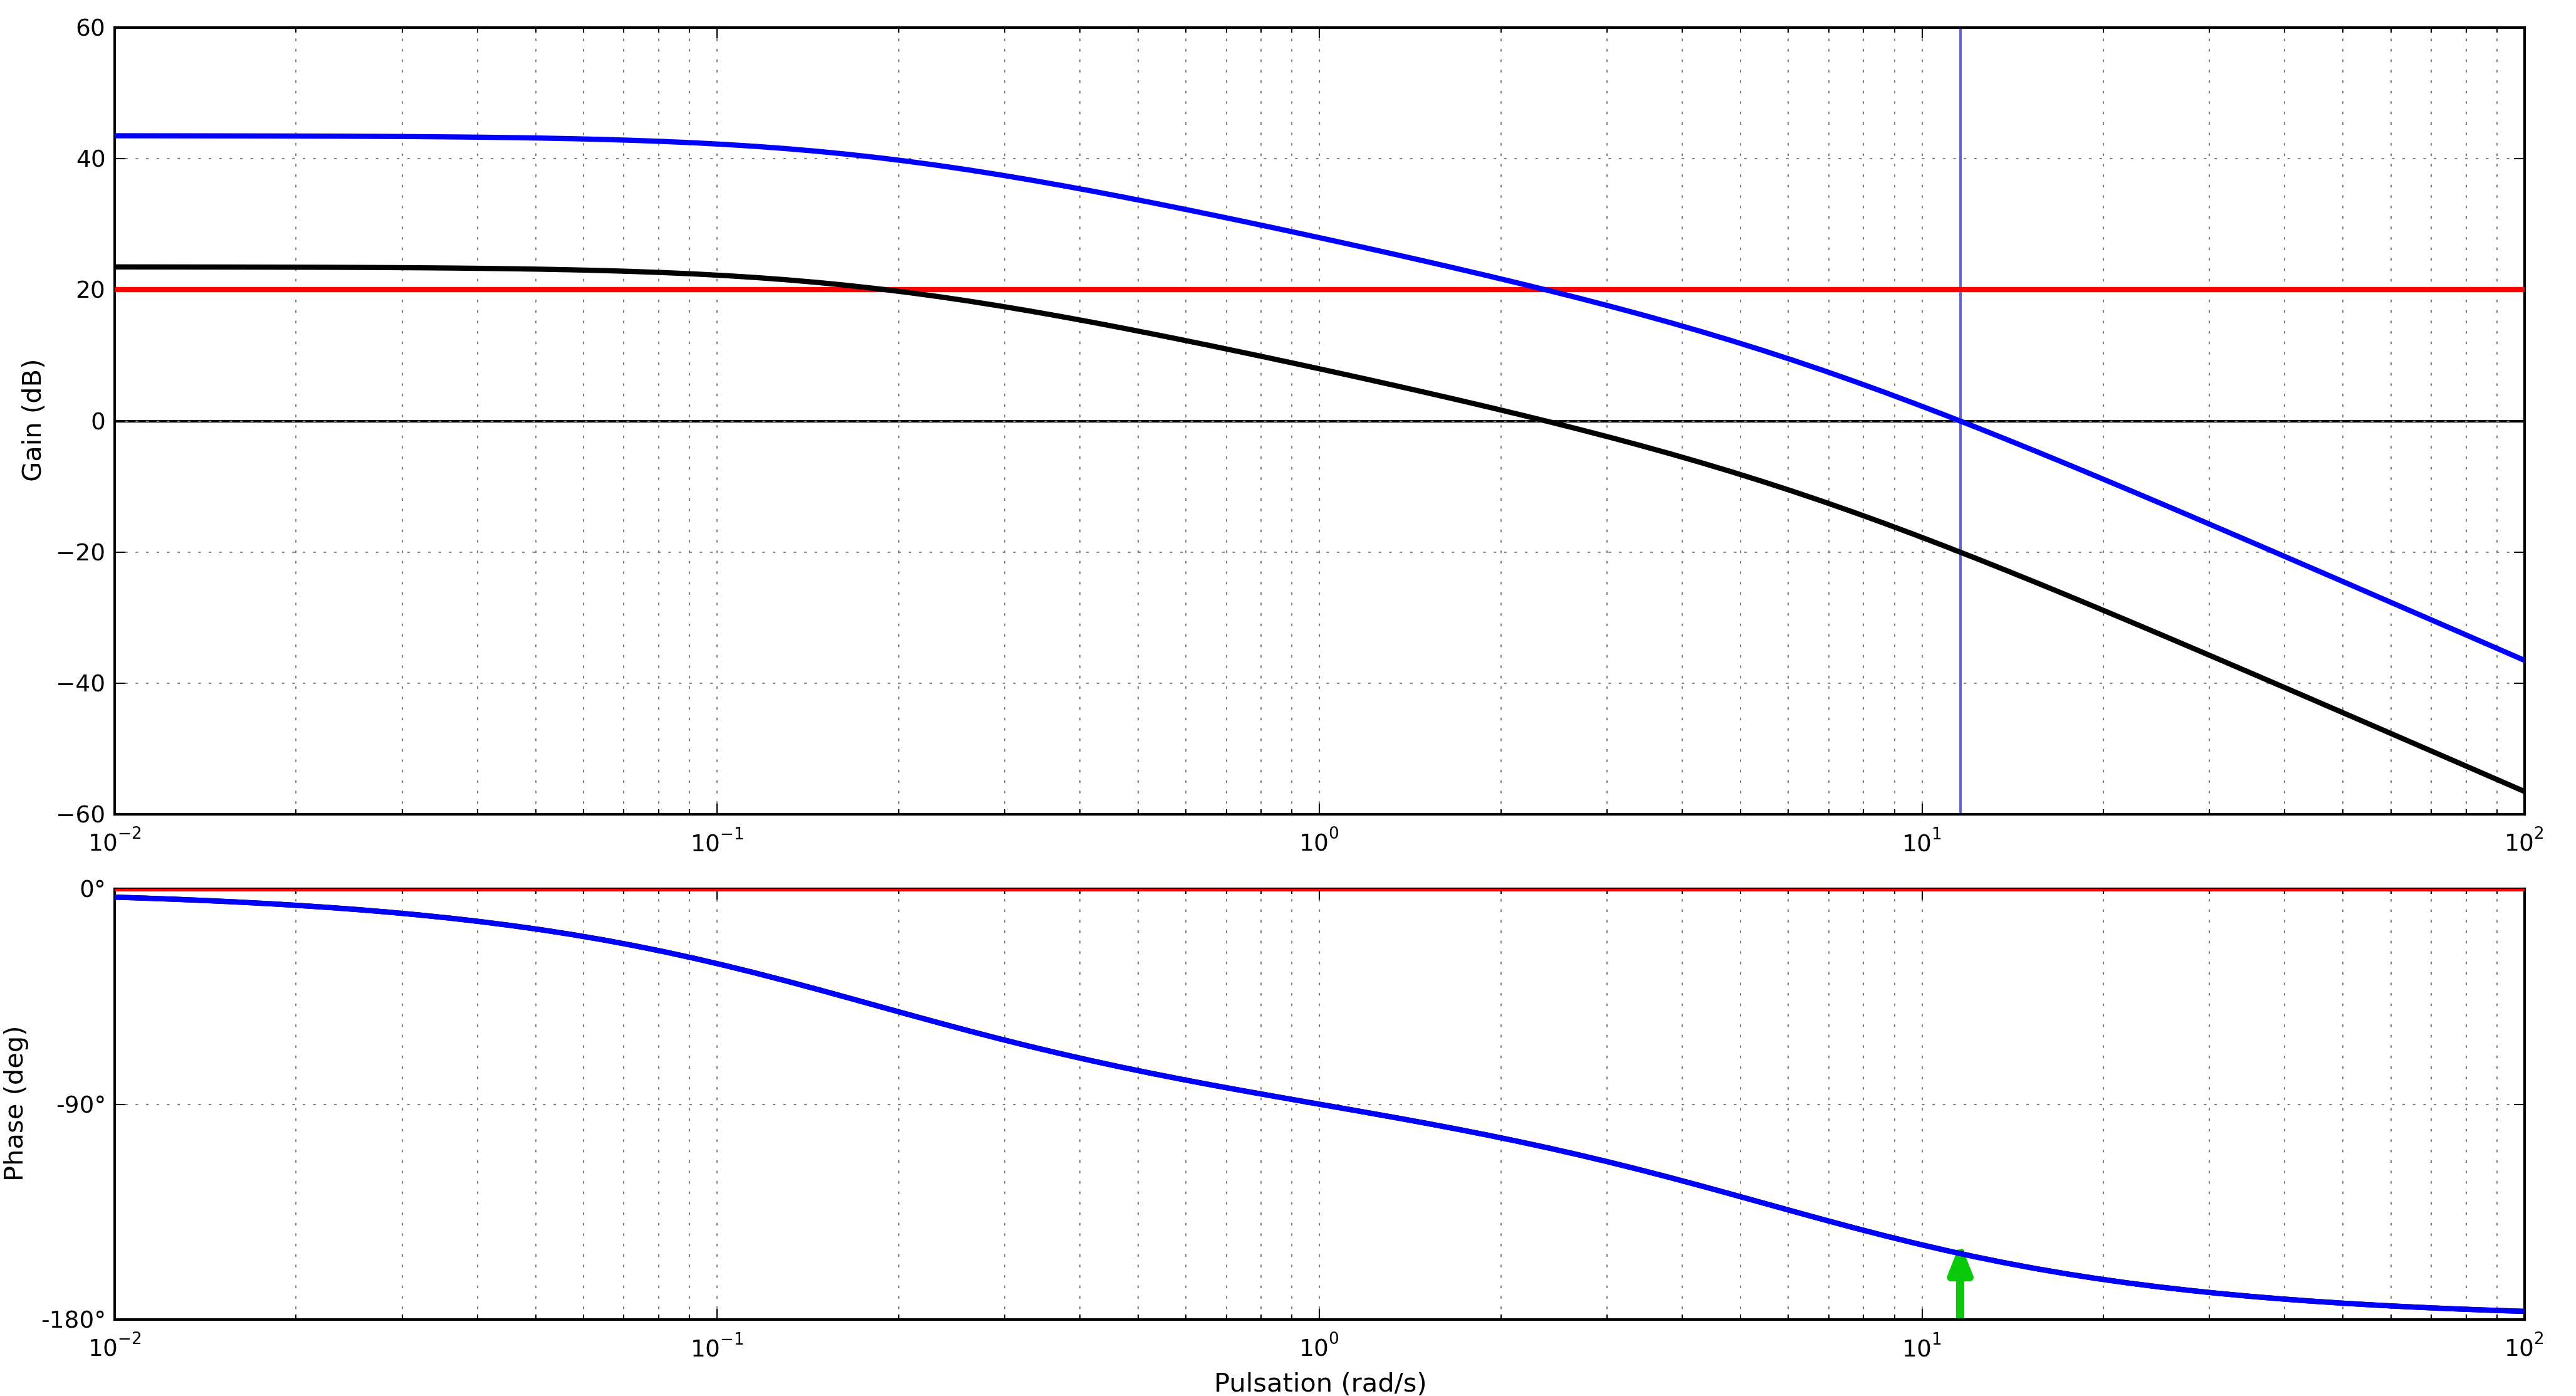 60
40
20
0
−20
−40
−60
Gain (dB)
10⁻² 10⁻¹ 10⁰ 10¹ 10²
0°
-90°
-180°
Phase (deg)
10⁻² 10⁻¹ 10⁰ 10¹ 10²
Pulsation (rad/s)